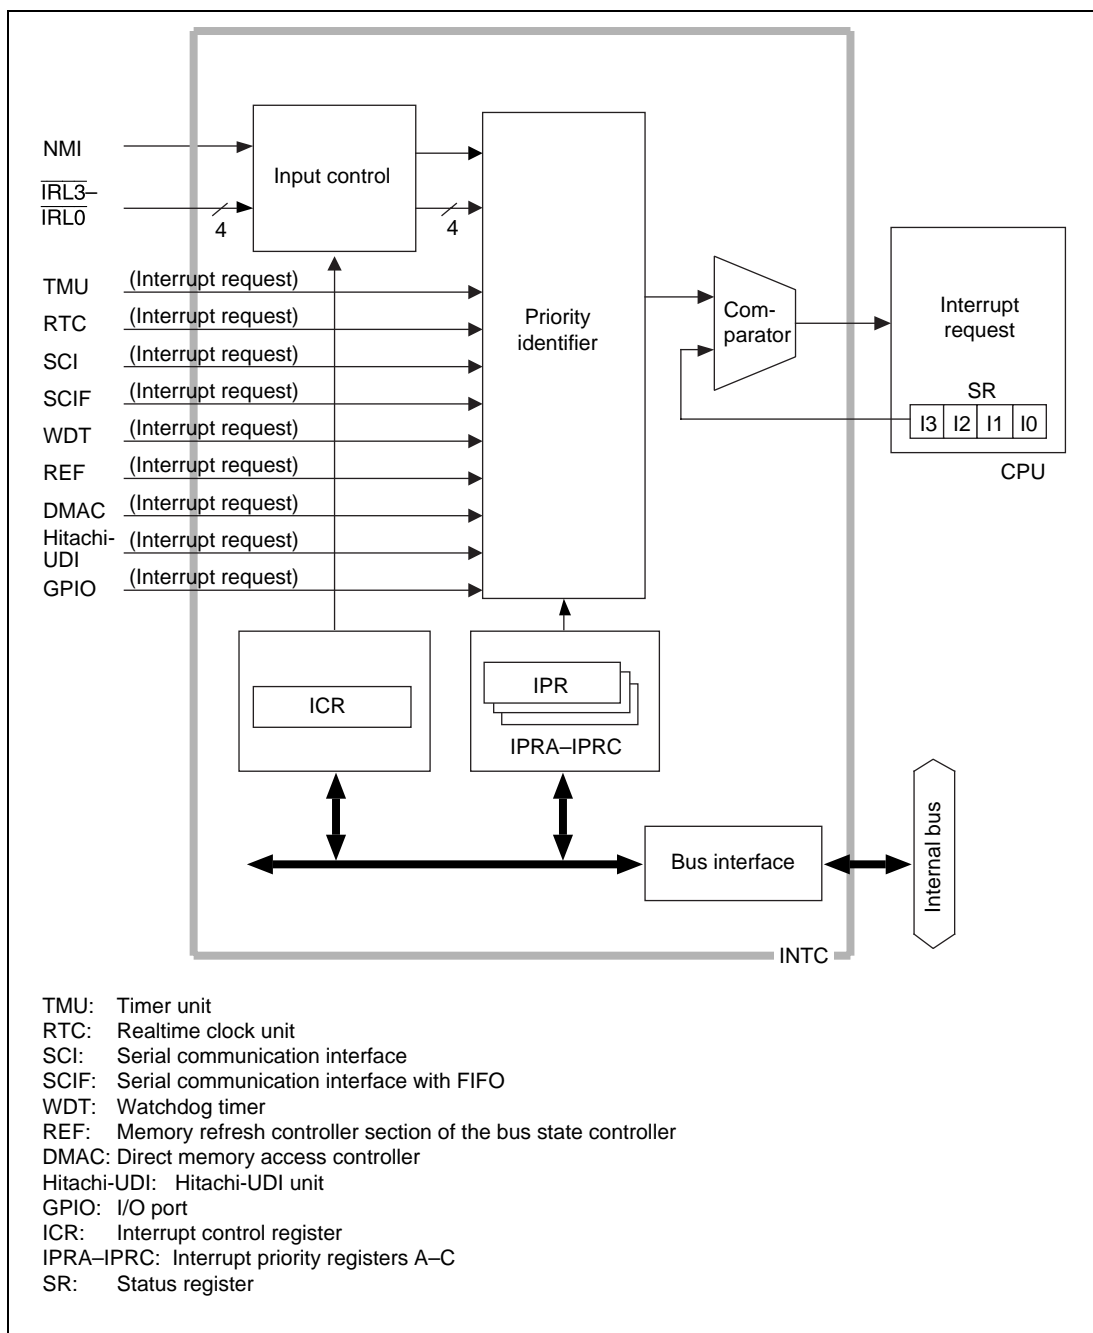 NMI
IRL3–
IRL0
4
Input control
4
TMU (Interrupt request)
RTC (Interrupt request)
SCI (Interrupt request)
SCIF (Interrupt request)
WDT (Interrupt request)
REF (Interrupt request)
DMAC (Interrupt request)
Hitachi-
UDI (Interrupt request)
GPIO (Interrupt request)
Priority
identifier
Com-
parator
Interrupt
request
SR
I3 I2 I1 I0
CPU
ICR
IPR
IPRA–IPRC
Bus interface
Internal bus
INTC
TMU: Timer unit
RTC: Realtime clock unit
SCI: Serial communication interface
SCIF: Serial communication interface with FIFO
WDT: Watchdog timer
REF: Memory refresh controller section of the bus state controller
DMAC: Direct memory access controller
Hitachi-UDI: Hitachi-UDI unit
GPIO: I/O port
ICR: Interrupt control register
IPRA–IPRC: Interrupt priority registers A–C
SR: Status register